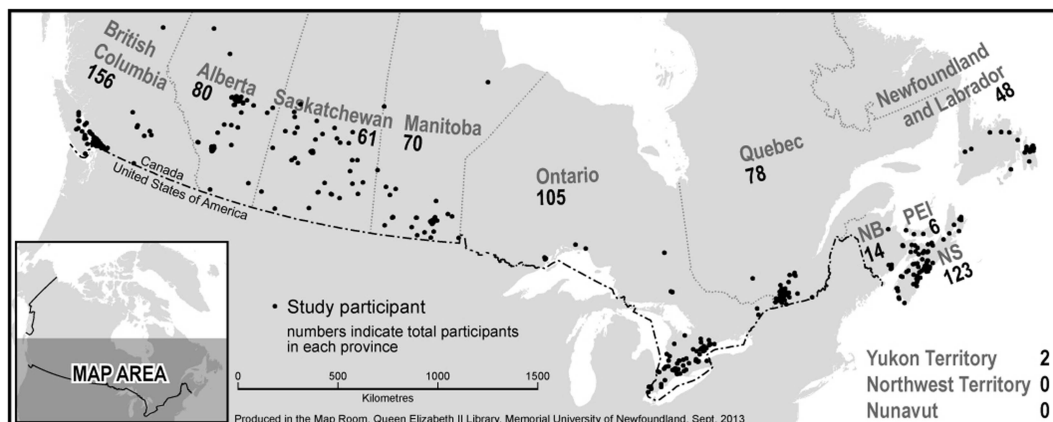 British
Columbia
156
Alberta
80
Saskatchewan
61
Manitoba
70
Ontario
105
Quebec
78
Newfoundland
and Labrador
48
NB
14
PEI
6
NS
123
Canada
United States of America
MAP AREA
• Study participant
numbers indicate total participants
in each province
0 500 1000 1500
Kilometres
Yukon Territory 2
Northwest Territory 0
Nunavut 0
Produced in the Map Room, Queen Elizabeth II Library, Memorial University of Newfoundland, Sept. 2013